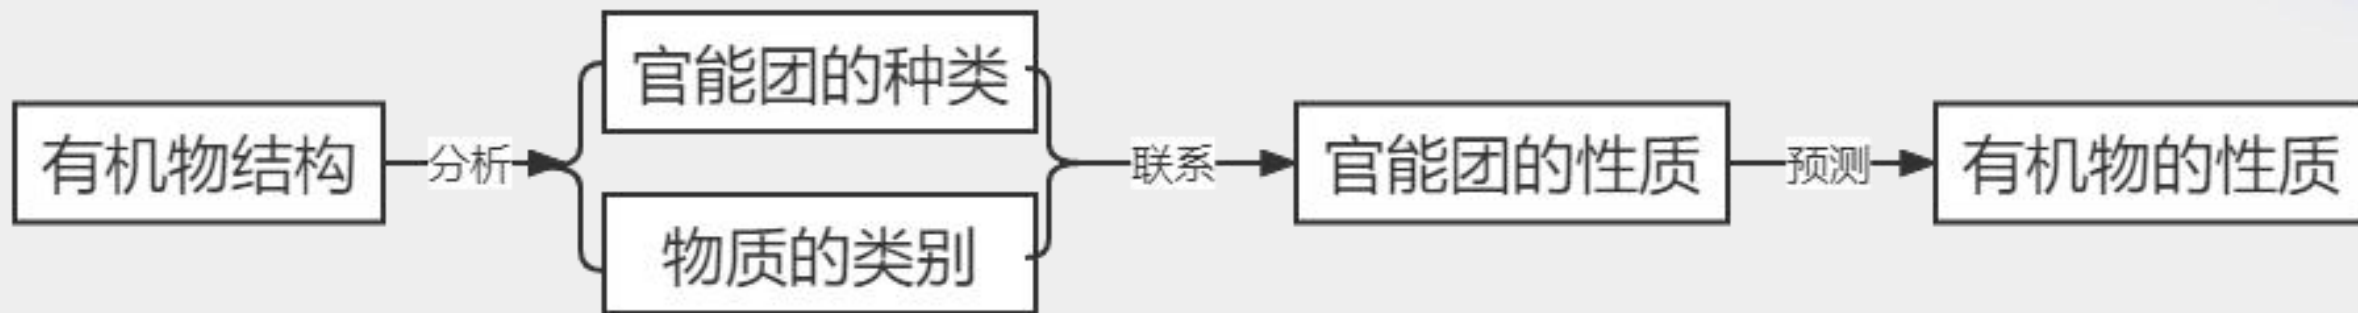 有机物结构
分析
官能团的种类
物质的类别
联系
官能团的性质
预测
有机物的性质